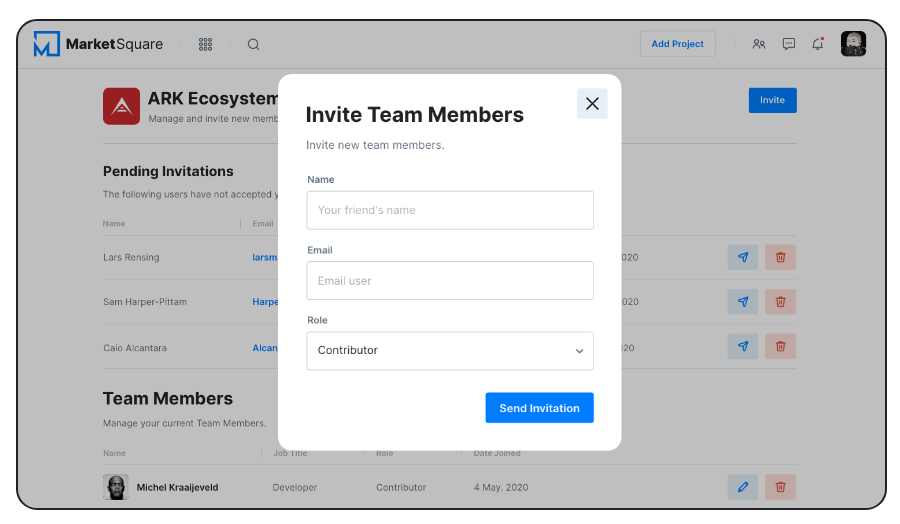 MarketSquare
Add Project
ARK Ecosystem
Manage and invite new
Invite
Invite Team Members
Invite new team members.
Name
Your friend's name
Email
Email user
Role
Contributor
Send Invitation
Pending Invitations
The following users have not accepted
Name Email
Lars Rensing larsm 020
Sam Harper-Pittam Harpe 2020
Caio Alcantara Alcan 020
Team Members
Manage your current Team Members.
Name Job Title Role Date Joined
Michel Kraaijeveld Developer Contributor 4 May. 2020